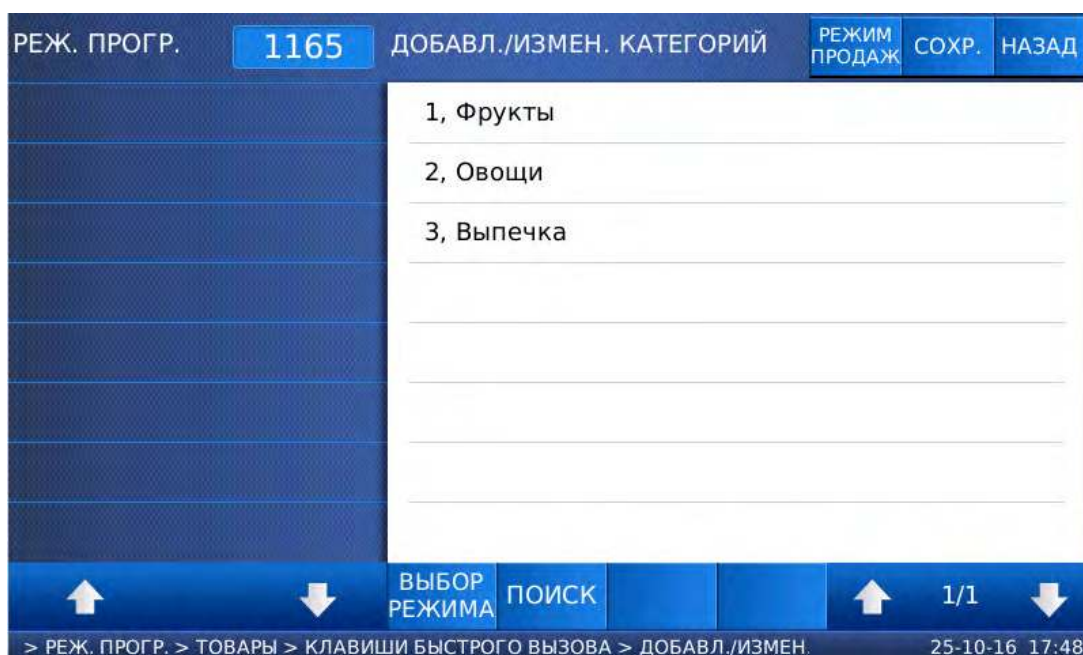 РЕЖ. ПРОГР. 1165 ДОБАВЛ./ИЗМЕН. КАТЕГОРИЙ
РЕЖИМ
ПРОДАЖ
СОХР.
НАЗАД
1, Фрукты
2, Овощи
3, Выпечка
ВЫБОР
РЕЖИМА
ПОИСК
1/1
> РЕЖ. ПРОГР. > ТОВАРЫ > КЛАВИШИ БЫСТРОГО ВЫЗОВА > ДОБАВЛ./ИЗМЕН. 25-10-16 17:48